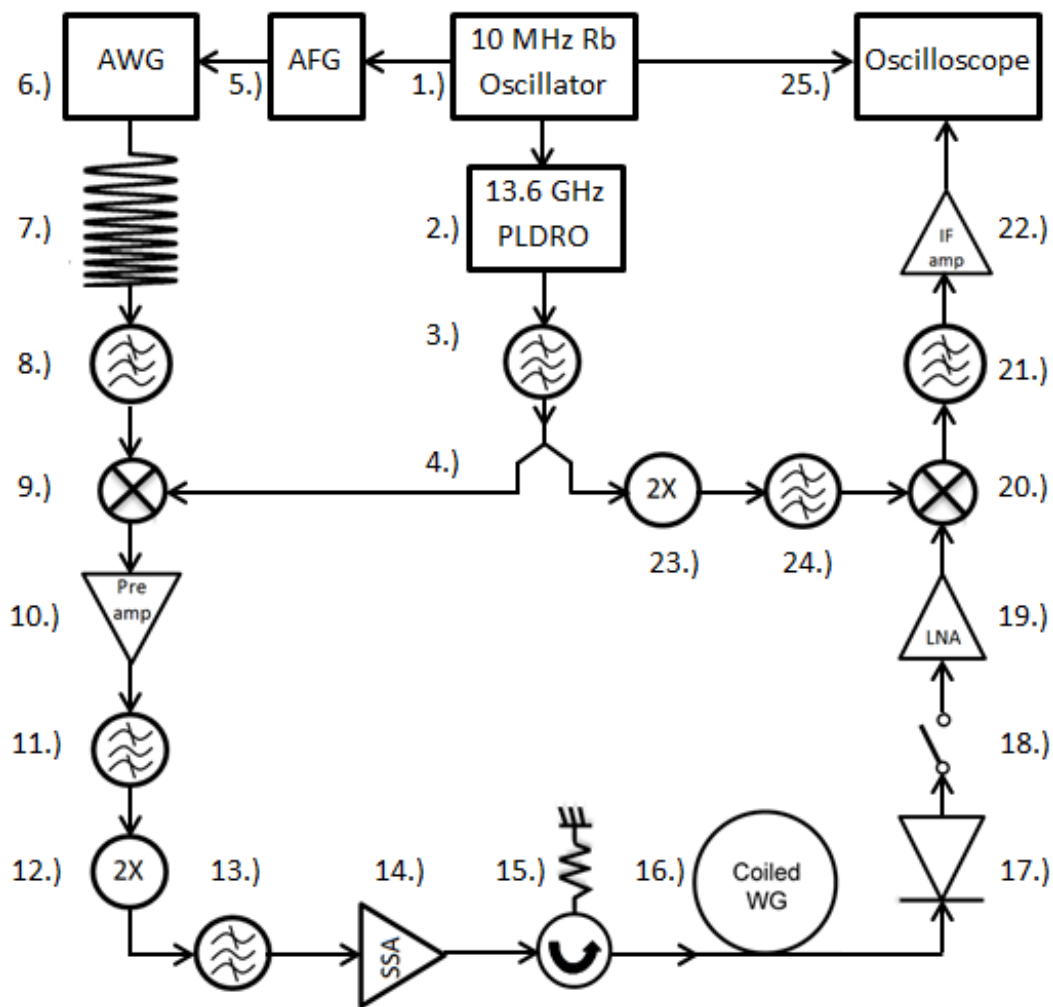 6.)
AWG
5.)
AFG
1.)
10 MHz Rb
Oscillator
25.)
Oscilloscope
7.)
2.)
13.6 GHz
PLDRO
IF
amp
22.)
8.)
3.)
21.)
9.)
4.)
2X
23.)
24.)
20.)
10.)
Pre
amp
LNA
19.)
11.)
18.)
12.)
2X
13.)
14.)
SSA
15.)
16.)
Coiled
WG
17.)